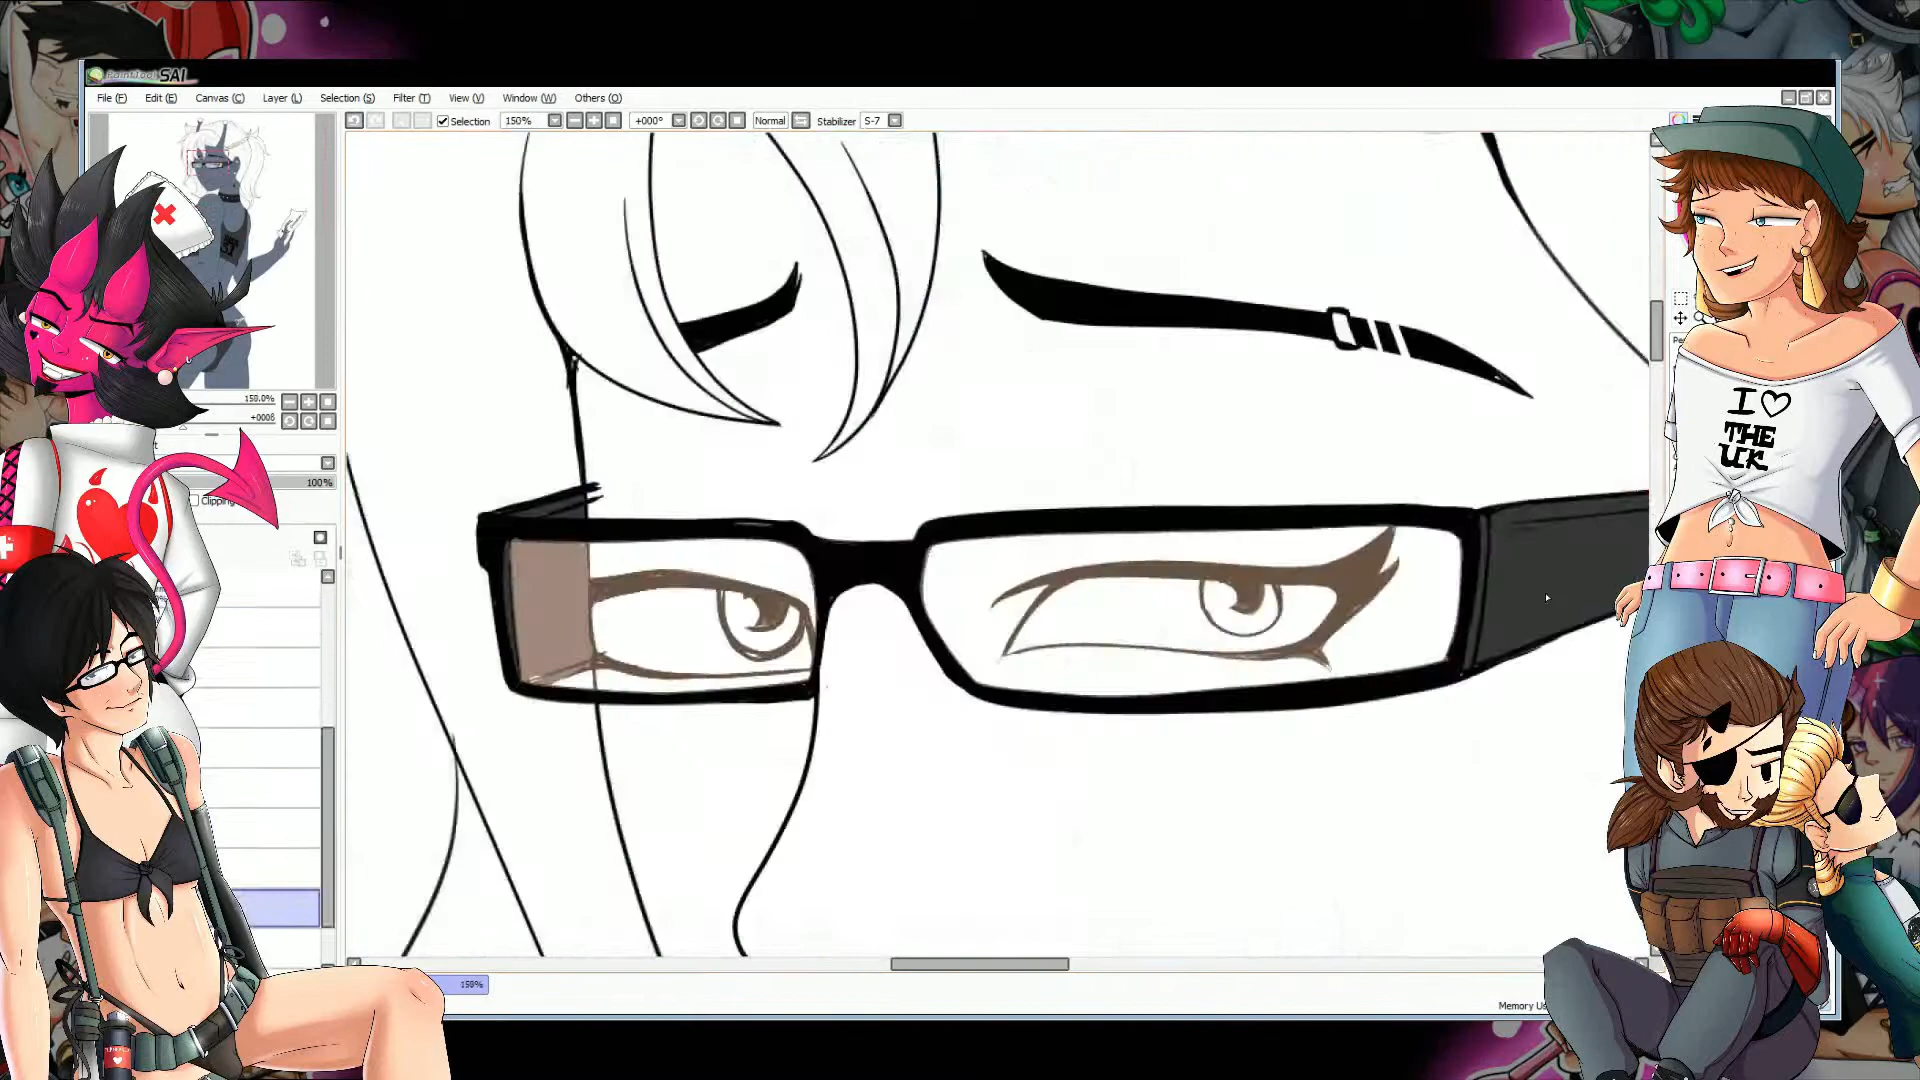 PaintTool SAI
File (F) Edit (E) Canvas (C) Layer (L) Selection (S) Filter (T) View (V) Window (W) Others (O)
Selection 150% +000° Normal Stabilizer S-7
150.0%
+000°
100%
Clipping
I
THE
UK
150%
Memory Us